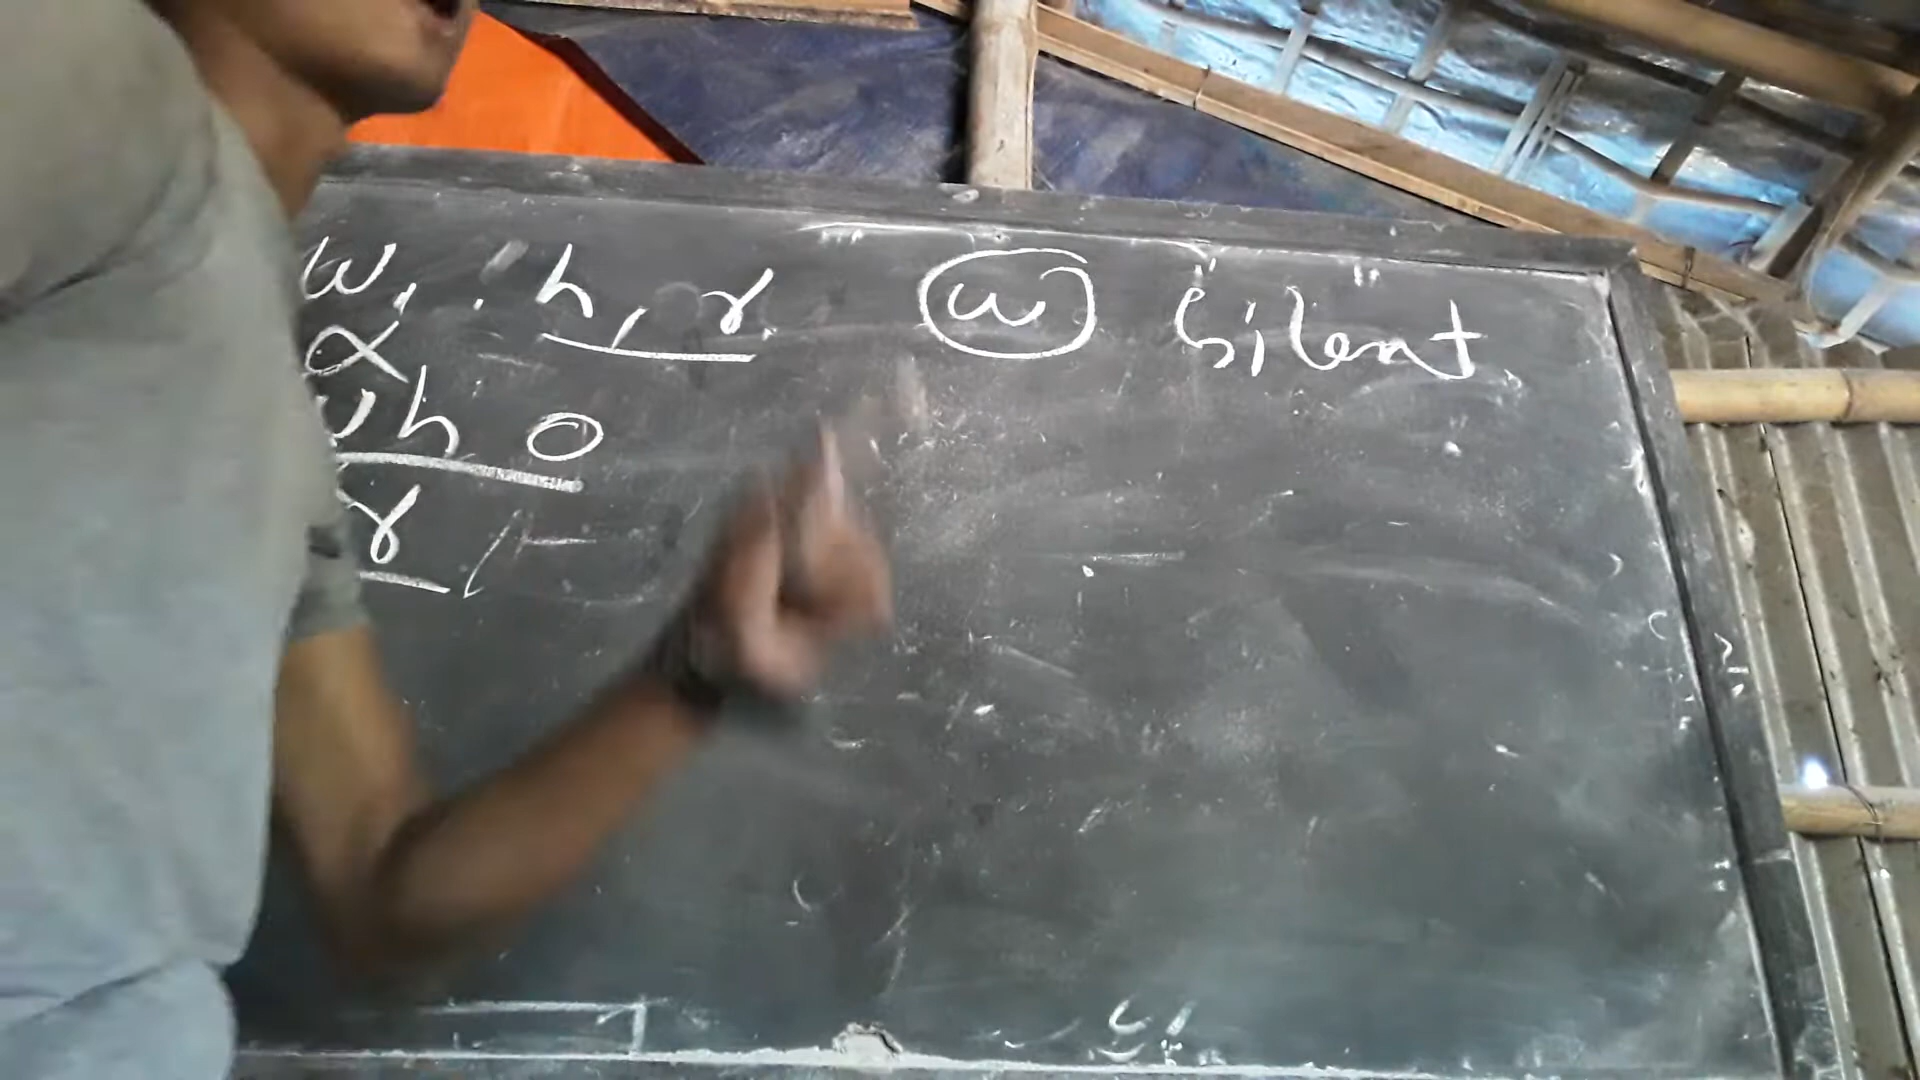 w, h, r. w "Silent"
who
r